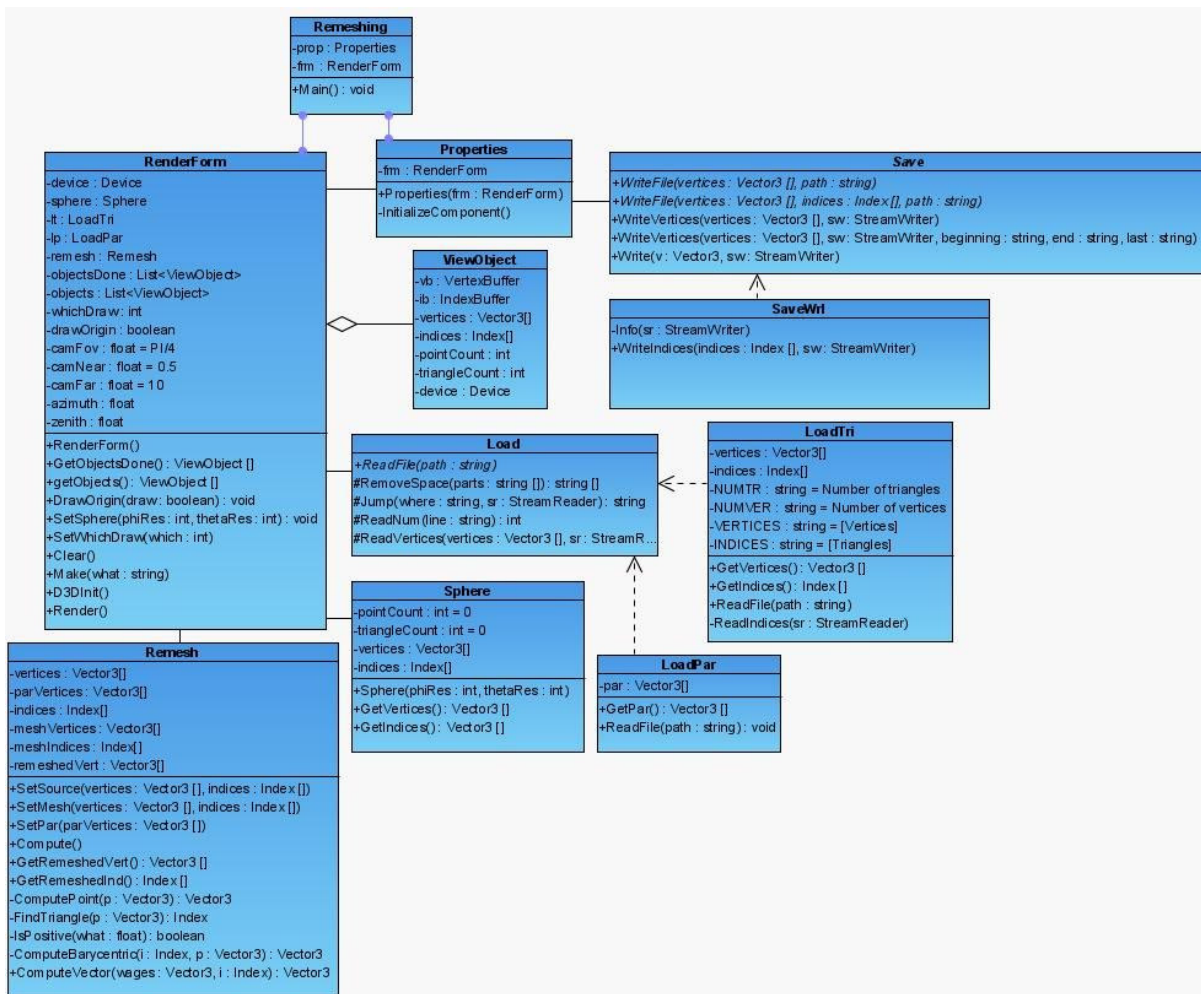 Remeshing
-prop : Properties
-frm : RenderForm
+Main() : void
RenderForm
-device : Device
-sphere : Sphere
-lt : LoadTri
-lp : LoadPar
-remesh : Remesh
-objectsDone : List<ViewObject>
-objects : List<ViewObject>
-whichDraw : int
-drawOrigin : boolean
-camFov : float = PI/4
-camNear : float = 0.5
-camFar : float = 10
-azimuth : float
-zenith : float
+RenderForm()
+GetObjectsDone() : ViewObject []
+getObjects() : ViewObject []
+DrawOrigin(draw : boolean) : void
+SetSphere(phiRes : int, thetaRes : int) : void
+SetWhichDraw(which : int)
+Clear()
+Make(what : string)
+D3DInit()
+Render()
Properties
-frm : RenderForm
+Properties(frm : RenderForm)
-InitializeComponent()
Save
+WriteFile(vertices : Vector3 [], path : string)
+WriteFile(vertices : Vector3 [], indices : Index [], path : string)
+WriteVertices(vertices : Vector3 [], sw : StreamWriter)
+WriteVertices(vertices : Vector3 [], sw : StreamWriter, beginning : string, end : string, last : string)
+Write(v : Vector3, sw : StreamWriter)
ViewObject
-vb : VertexBuffer
-ib : IndexBuffer
-vertices : Vector3[]
-indices : Index[]
-pointCount : int
-triangleCount : int
-device : Device
SaveWrl
-Info(sr : StreamWriter)
+WriteIndices(indices : Index [], sw : StreamWriter)
Load
+ReadFile(path : string)
#RemoveSpace(parts : string []) : string []
#Jump(where : string, sr : StreamReader) : string
#ReadNum(line : string) : int
#ReadVertices(vertices : Vector3 [], sr : StreamR...
LoadTri
-vertices : Vector3[]
-indices : Index[]
-NUMTR : string = Number of triangles
-NUMVER : string = Number of vertices
-VERTICES : string = [Vertices]
-INDICES : string = [Triangles]
+GetVertices() : Vector3 []
+GetIndices() : Index []
+ReadFile(path : string)
-ReadIndices(sr : StreamReader)
Sphere
-pointCount : int = 0
-triangleCount : int = 0
-vertices : Vector3[]
-indices : Index[]
+Sphere(phiRes : int, thetaRes : int)
+GetVertices() : Vector3 []
+GetIndices() : Vector3 []
LoadPar
-par : Vector3[]
+GetPar() : Vector3 []
+ReadFile(path : string) : void
Remesh
-vertices : Vector3[]
-parVertices : Vector3[]
-indices : Index[]
-meshVertices : Vector3[]
-meshIndices : Index[]
-remeshedVert : Vector3[]
+SetSource(vertices : Vector3 [], indices : Index [])
+SetMesh(vertices : Vector3 [], indices : Index [])
+SetPar(parVertices : Vector3 [])
+Compute()
+GetRemeshedVert() : Vector3 []
+GetRemeshedInd() : Index []
-ComputePoint(p : Vector3) : Vector3
-FindTriangle(p : Vector3) : Index
-IsPositive(what : float) : boolean
-ComputeBarycentric(i : Index, p : Vector3) : Vector3
+ComputeVector(wages : Vector3, i : Index) : Vector3